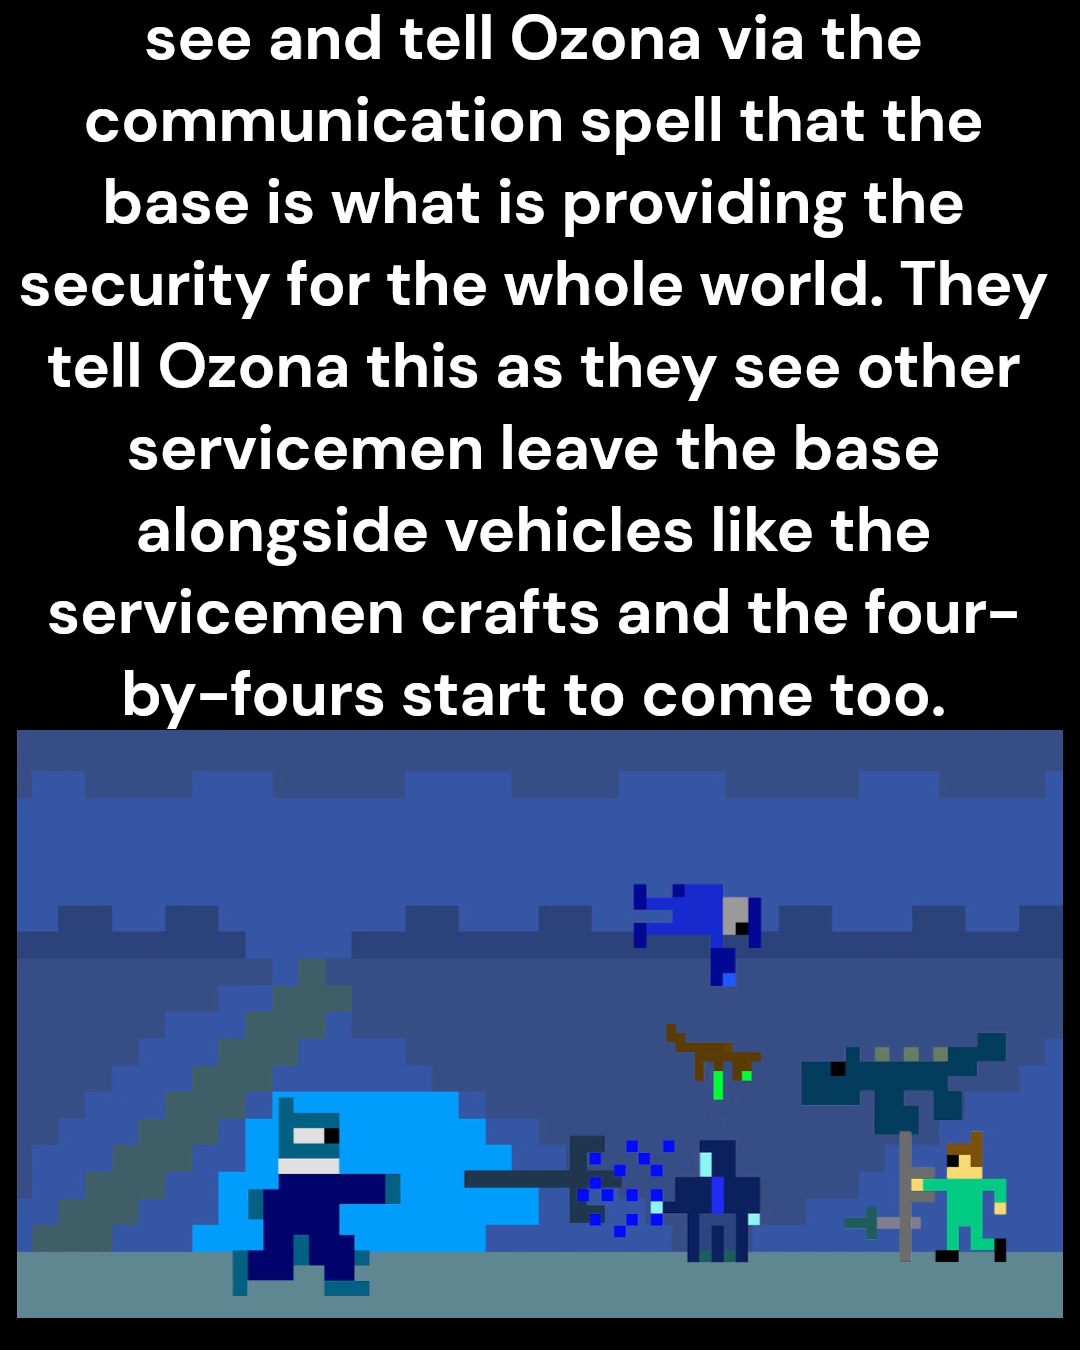 see and tell Ozona via the
communication spell that the
base is what is providing the
security for the whole world. They
tell Ozona this as they see other
servicemen leave the base
alongside vehicles like the
servicemen crafts and the four-
by-fours start to come too.